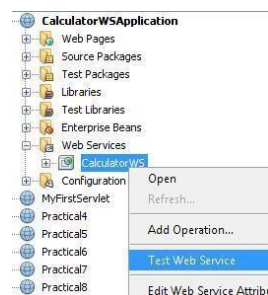 CalculatorWSApplication
Web Pages
Source Packages
Test Packages
Libraries
Test Libraries
Enterprise Beans
Web Services
CalculatorWS
Configuration
MyFirstServlet
Practical4
Practical5
Practical6
Practical7
Practical8
Open
Refresh...
Add Operation...
Test Web Service
Edit Web Service Attribu